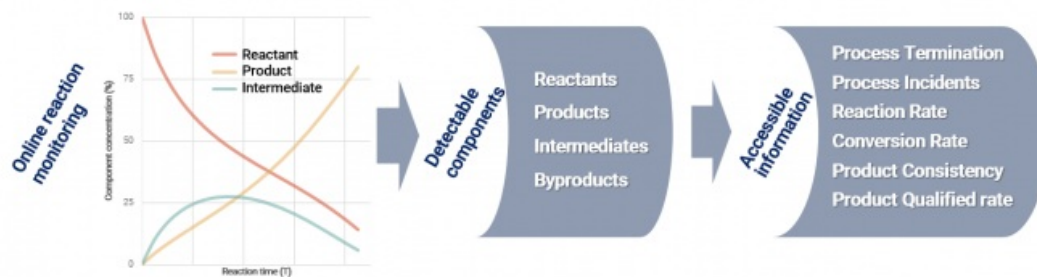 Online reaction
monitoring
Component concentration (%)
100
75
50
25
0
Reactant
Product
Intermediate
Reaction time (T)
Detectable
components
Reactants
Products
Intermediates
Byproducts
Accessible
information
Process Termination
Process Incidents
Reaction Rate
Conversion Rate
Product Consistency
Product Qualified rate